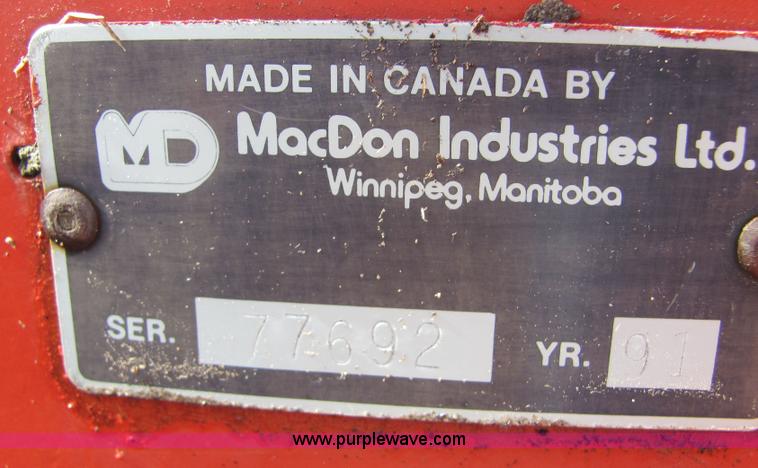 MADE IN CANADA BY
MD MacDon Industries Ltd.
Winnipeg, Manitoba
SER. 77692 YR. 91
www.purplewave.com